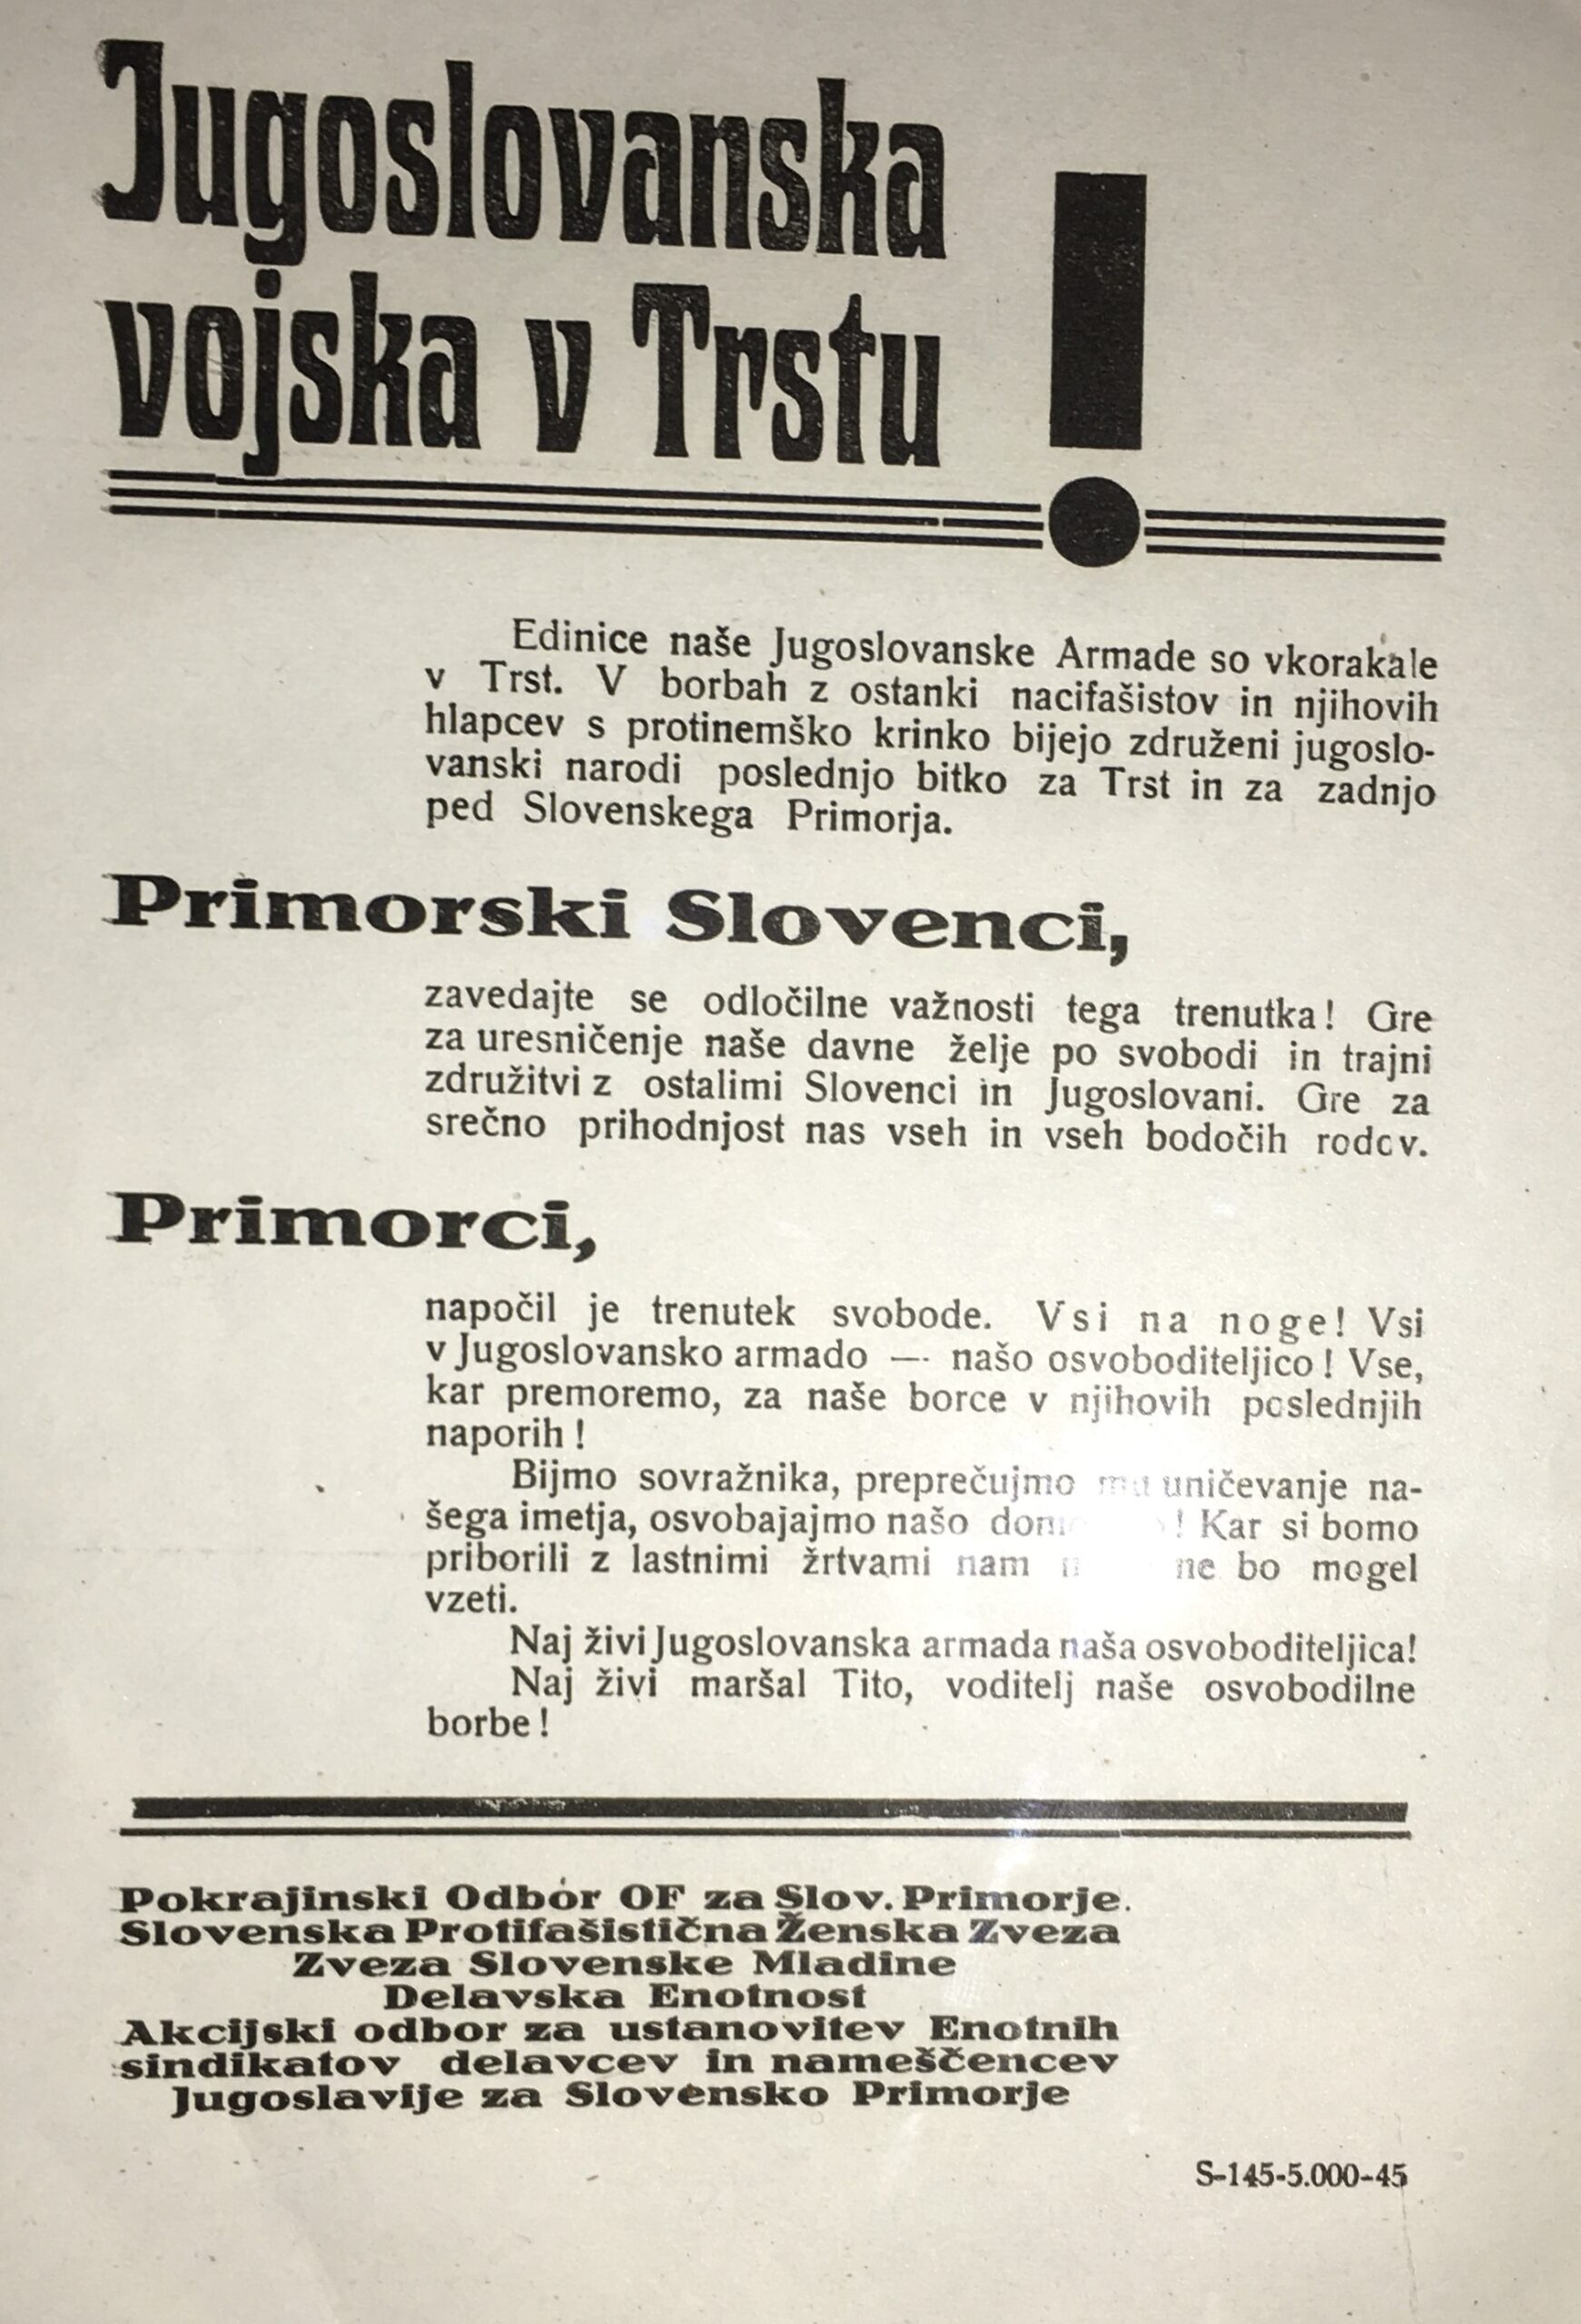 Jugoslovanska
vojska v Trstu !
Edinice naše Jugoslovanske Armade so vkorakale
v Trst. V borbah z ostanki nacifašistov in njihovih
hlapcev s protinemško krinko bijejo združeni jugoslo-
vanski narodi poslednjo bitko za Trst in za zadnjo
ped Slovenskega Primorja.
Primorski Slovenci,
zavedajte se odločilne važnosti tega trenutka! Gre
za uresničenje naše davne želje po svobodi in trajni
združitvi z ostalimi Slovenci in Jugoslovani. Gre za
srečno prihodnjost nas vseh in vseh bodočih rodov.
Primorci,
napočil je trenutek svobode. Vsi na noge! Vsi
v Jugoslovansko armado — našo osvoboditeljico! Vse,
kar premoremo, za naše borce v njihovih poslednjih
naporih!
Bijmo sovražnika, preprečujmo mu uničevanje na-
šega imetja, osvobajajmo našo ! Kar si bomo
priborili z lastnimi žrtvami nam ne bo mogel
vzeti.
Naj živi Jugoslovanska armada naša osvoboditeljica!
Naj živi maršal Tito, voditelj naše osvobodilne
borbe!
Pokrajinski Odbor OF za Slov. Primorje.
Slovenska Protifašistična Ženska Zveza
Zveza Slovenske Mladine
Delavska Enotnost
Akcijski odbor za ustanovitev Enotnih
sindikatov delavcev in nameščencev
Jugoslavije za Slovensko Primorje
S-145-5.000-45